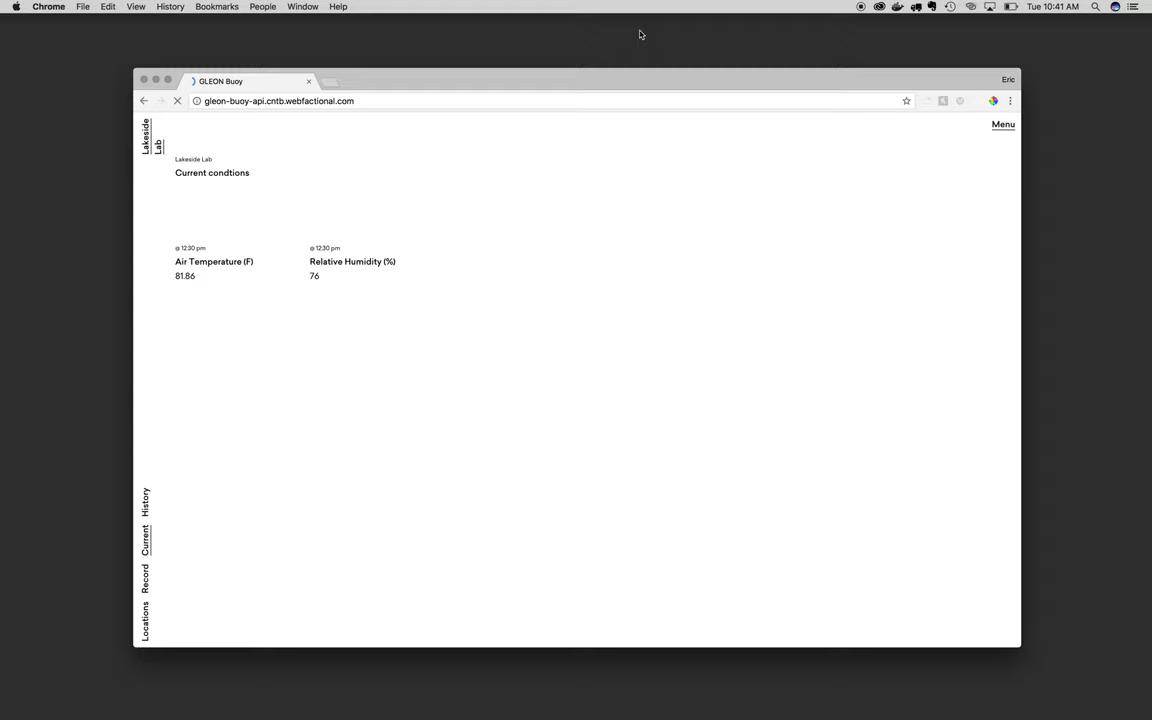 Chrome File Edit View History Bookmarks People Window Help Tue 10:41 AM
GLEON Buoy × Eric
gleon-buoy-api.cntb.webfactional.com
Lakeside
Lab
Menu
Lakeside Lab
Current condtions
@ 12:30 pm
Air Temperature (F)
81.86
@ 12:30 pm
Relative Humidity (%)
76
History
Current
Record
Locations